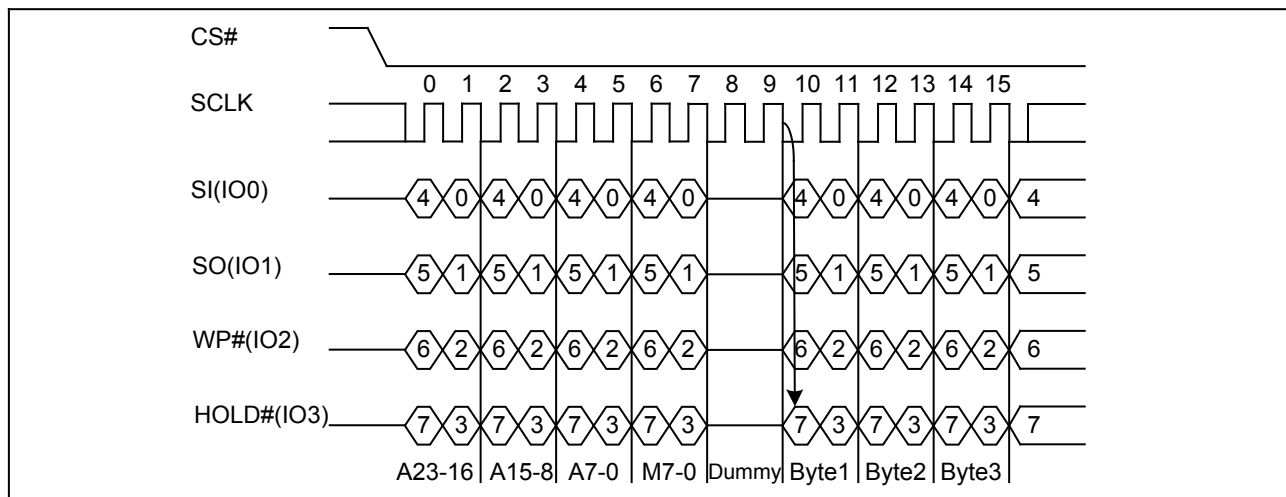 CS#
0 1 2 3 4 5 6 7 8 9 10 11 12 13 14 15
SCLK
SI(IO0) 4 0 4 0 4 0 4 0 4 0 4 0 4 0 4
SO(IO1) 5 1 5 1 5 1 5 1 5 1 5 1 5 1 5
WP#(IO2) 6 2 6 2 6 2 6 2 6 2 6 2 6 2 6
HOLD#(IO3) 7 3 7 3 7 3 7 3 7 3 7 3 7 3 7
A23-16 A15-8 A7-0 M7-0 Dummy Byte1 Byte2 Byte3